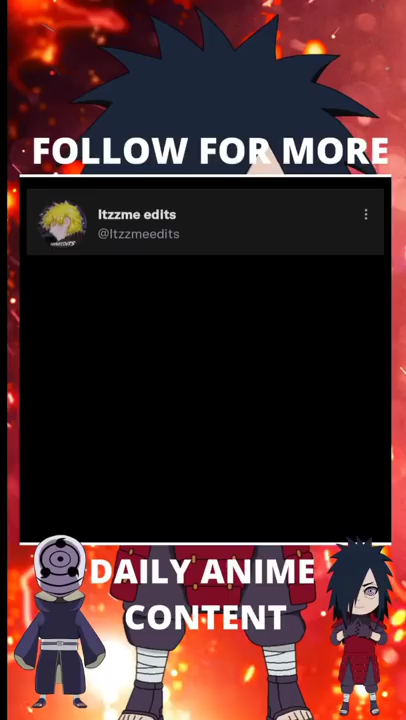 FOLLOW FOR MORE
Itzzme edits
@Itzzmeedits
DAILY ANIME
CONTENT